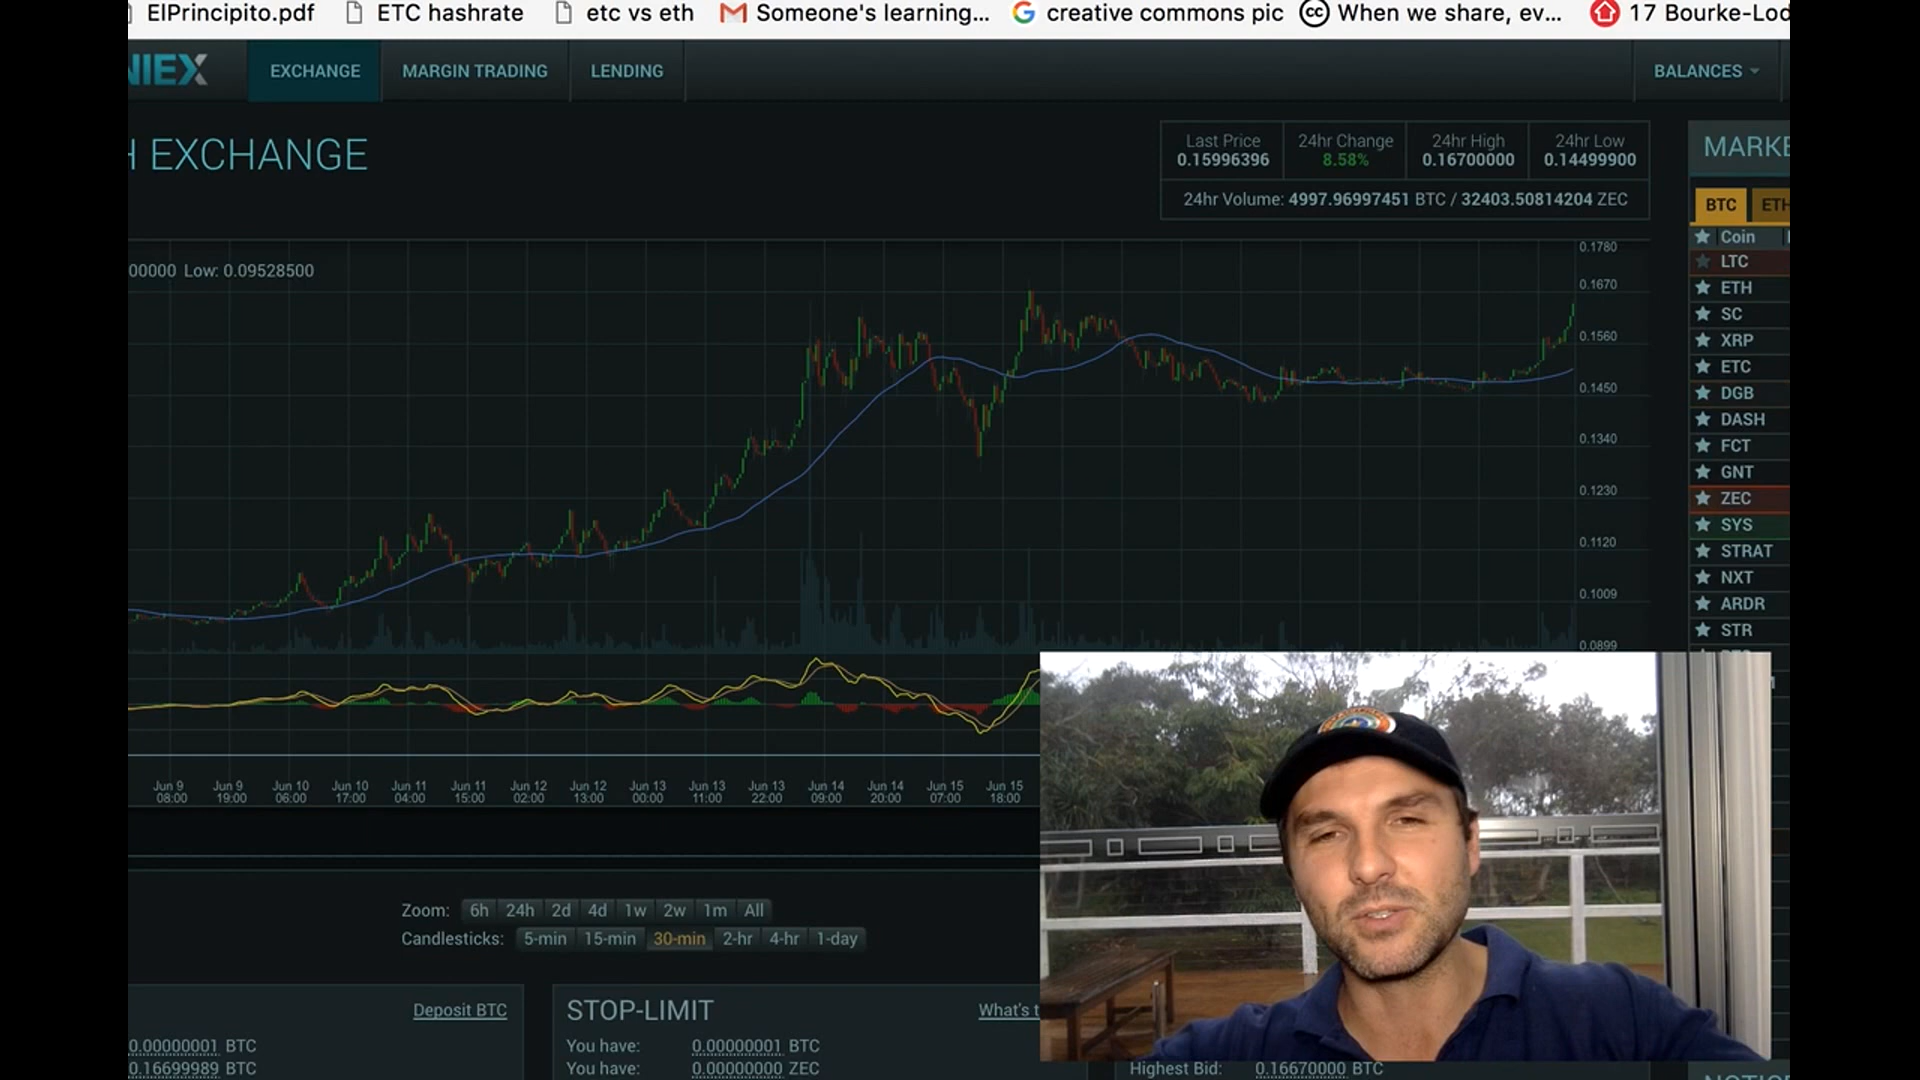 ElPrincipito.pdf ETC hashrate etc vs eth Someone's learning... creative commons pic cc When we share, ev... 17 Bourke-Lod
NIEX EXCHANGE MARGIN TRADING LENDING BALANCES
H EXCHANGE
Last Price 24hr Change 24hr High 24hr Low
0.15996396 8.58% 0.16700000 0.14499900
24hr Volume: 4997.96997451 BTC / 32403.50814204 ZEC
MARKE
BTC ETH
Coin
LTC
ETH
SC
XRP
ETC
DGB
DASH
FCT
GNT
ZEC
SYS
STRAT
NXT
ARDR
STR
00000 Low: 0.09528500
0.1780
0.1670
0.1560
0.1450
0.1340
0.1230
0.1120
0.1009
0.0899
Jun 9 Jun 9 Jun 10 Jun 10 Jun 11 Jun 11 Jun 12 Jun 12 Jun 13 Jun 13 Jun 13 Jun 14 Jun 14 Jun 15 Jun 15
08:00 19:00 06:00 17:00 04:00 15:00 02:00 13:00 00:00 11:00 22:00 09:00 20:00 07:00 18:00
Zoom: 6h 24h 2d 4d 1w 2w 1m All
Candlesticks: 5-min 15-min 30-min 2-hr 4-hr 1-day
Deposit BTC
0.00000001 BTC
0.16699989 BTC
STOP-LIMIT What's t
You have: 0.00000001 BTC
You have: 0.00000000 ZEC
Highest Bid: 0.16670000 BTC